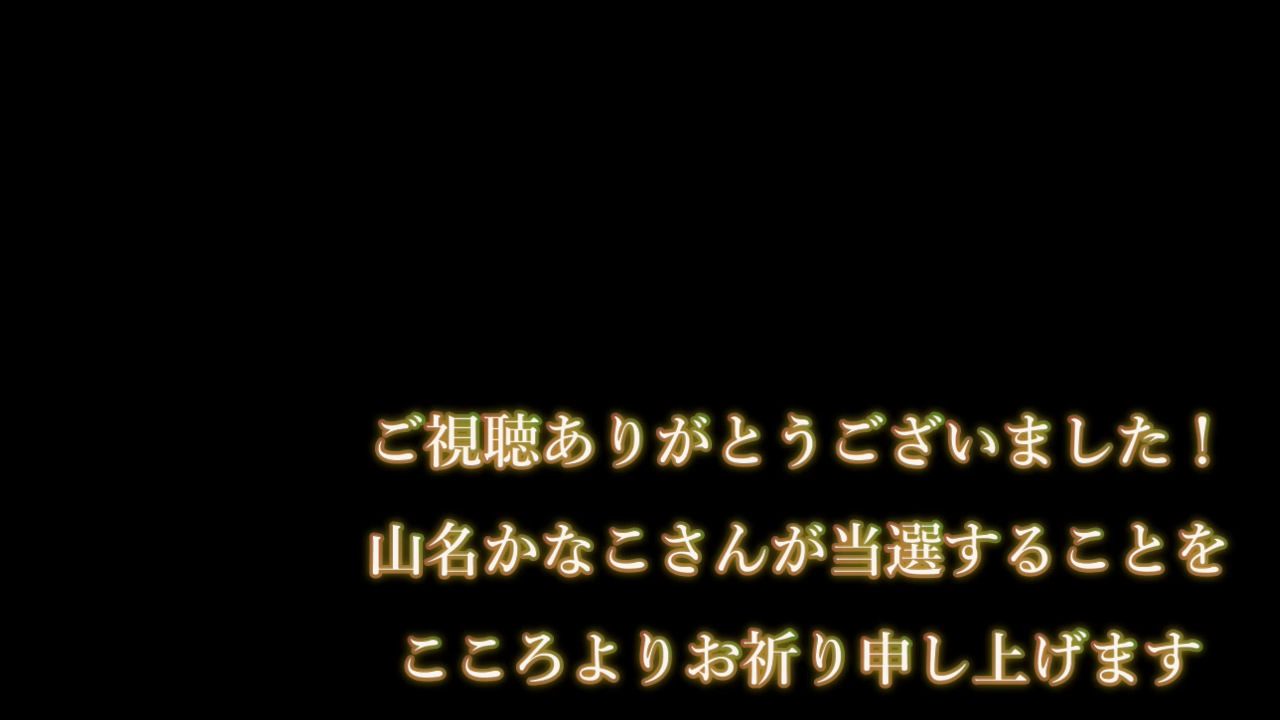 ご視聴ありがとうございました！
山名かなこさんが当選することを
こころよりお祈り申し上げます